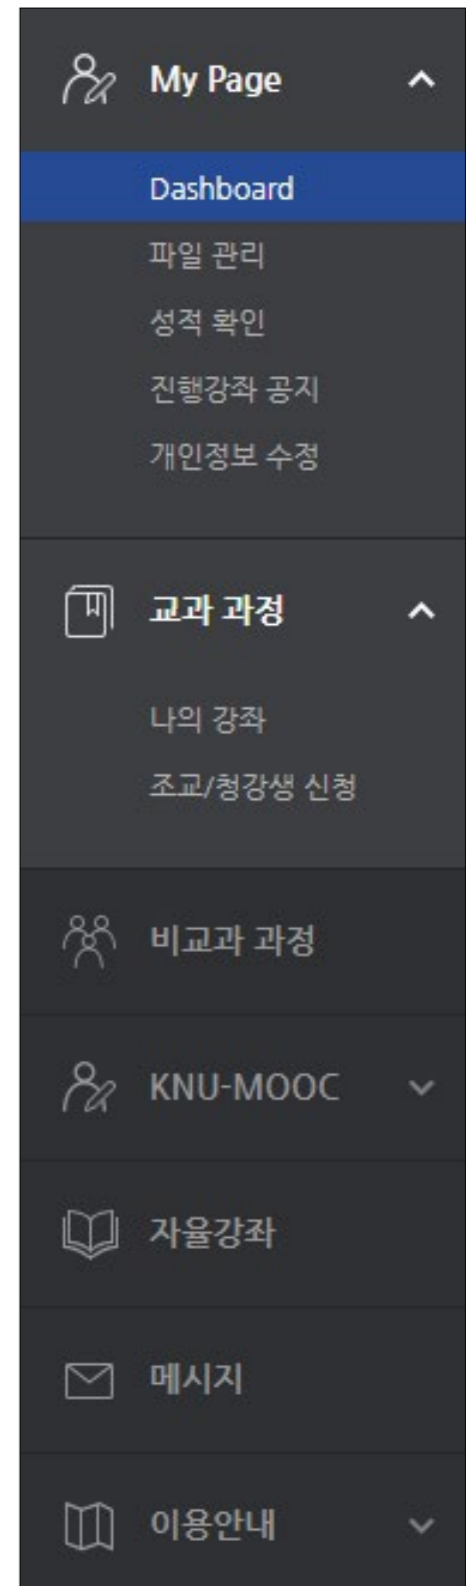 My Page
Dashboard
파일 관리
성적 확인
진행강좌 공지
개인정보 수정
교과 과정
나의 강좌
조교/청강생 신청
비교과 과정
KNU-MOOC
자율강좌
메시지
이용안내